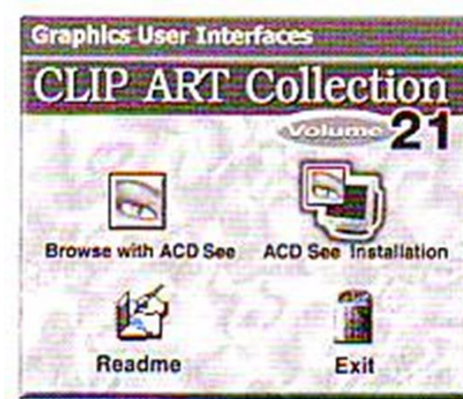 Graphics User Interfaces
CLIP ART Collection
Volume 21
Browse with ACD See
ACD See Installation
Readme
Exit